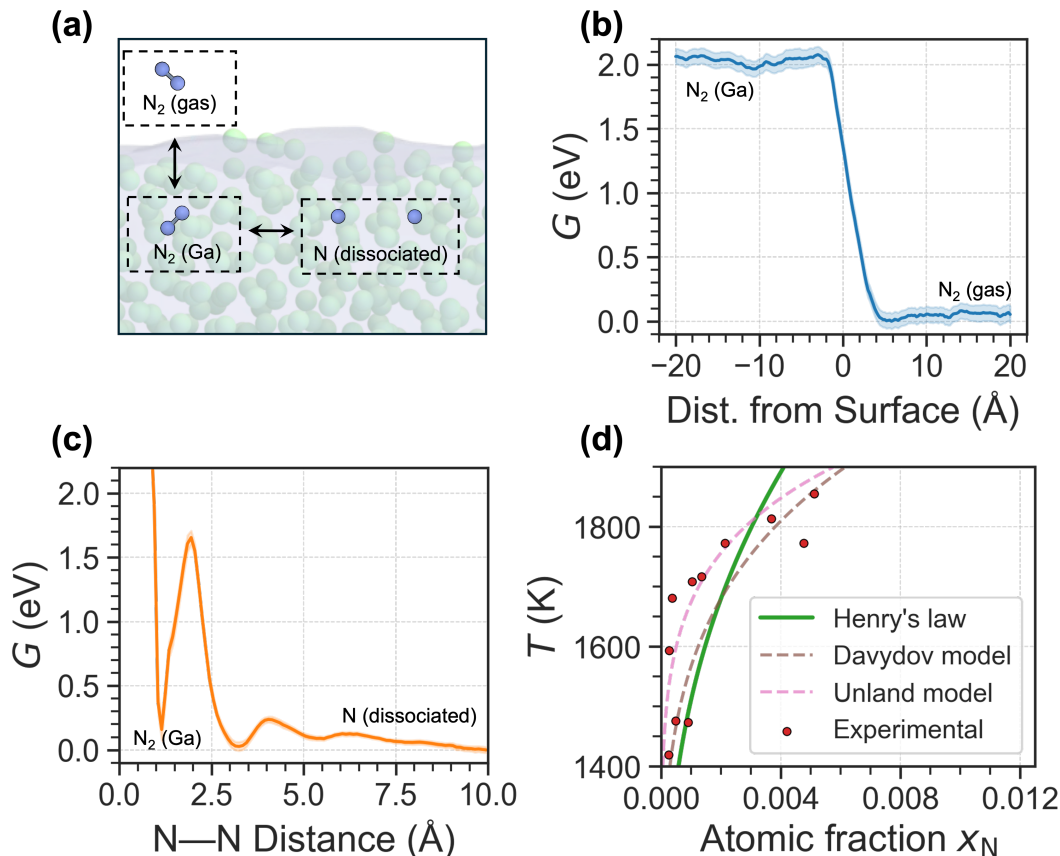 (a)
N₂ (gas)
N₂ (Ga)
N (dissociated)
(b)
G (eV)
2.0
1.5
1.0
0.5
0.0
N₂ (Ga)
N₂ (gas)
−20 −10 0 10 20
Dist. from Surface (Å)
(c)
G (eV)
2.0
1.5
1.0
0.5
0.0
N₂ (Ga)
N (dissociated)
0.0 2.5 5.0 7.5 10.0
N—N Distance (Å)
(d)
T (K)
1800
1600
1400
Henry's law
Davydov model
Unland model
Experimental
0.000 0.004 0.008 0.012
Atomic fraction x_N